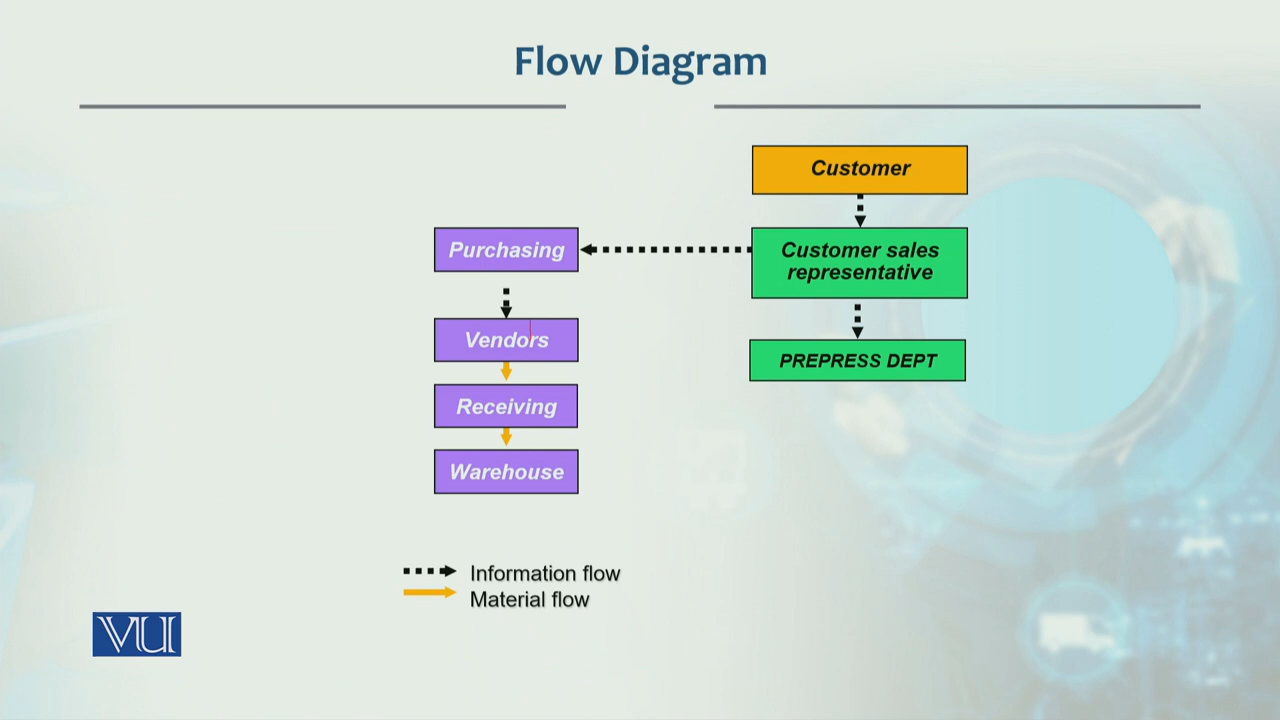 Flow Diagram
Customer
Purchasing
Customer sales
representative
Vendors
PREPRESS DEPT
Receiving
Warehouse
Information flow
Material flow
VU